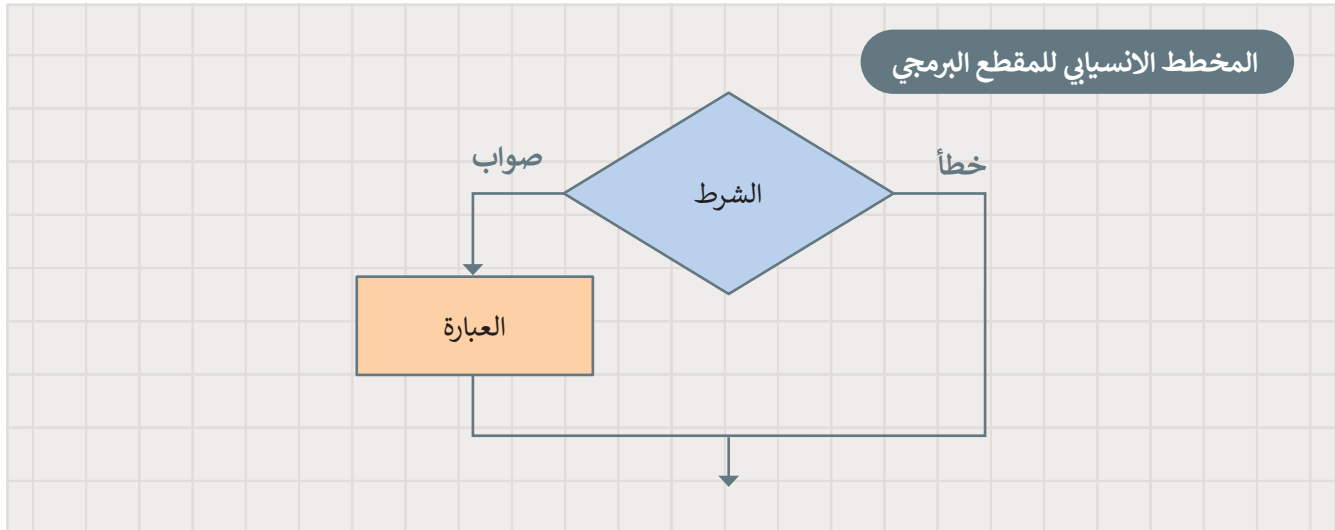 المخطط الانسيابي للمقطع البرمجي
خطأ
صواب
الشرط
العبارة